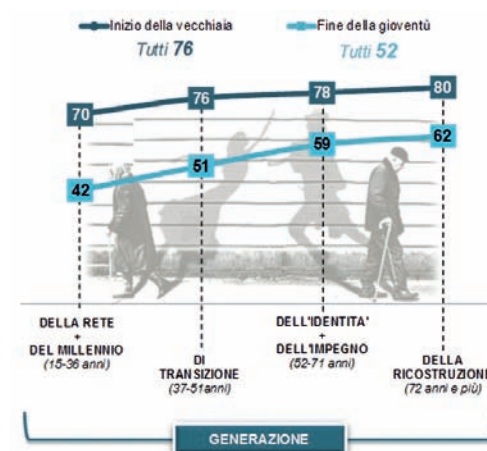 Inizio della vecchiaia
Tutti 76
Fine della gioventù
Tutti 52
70
76
78
80
42
51
59
62
DELLA RETE
+
DEL MILLENNIO
(15-36 anni)
DI
TRANSIZIONE
(37-51anni)
DELL'IDENTITA'
+
DELL'IMPEGNO
(52-71 anni)
DELLA
RICOSTRUZIONE
(72 anni e più)
GENERAZIONE